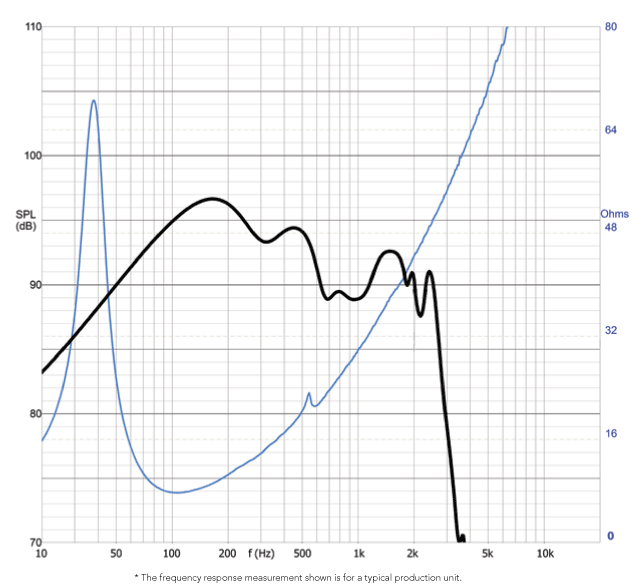 110
80
64
100
SPL
(dB)
Ohms
48
90
32
80
16
70
0
10 50 100 200 f (Hz) 500 1k 2k 5k 10k
* The frequency response measurement shown is for a typical production unit.